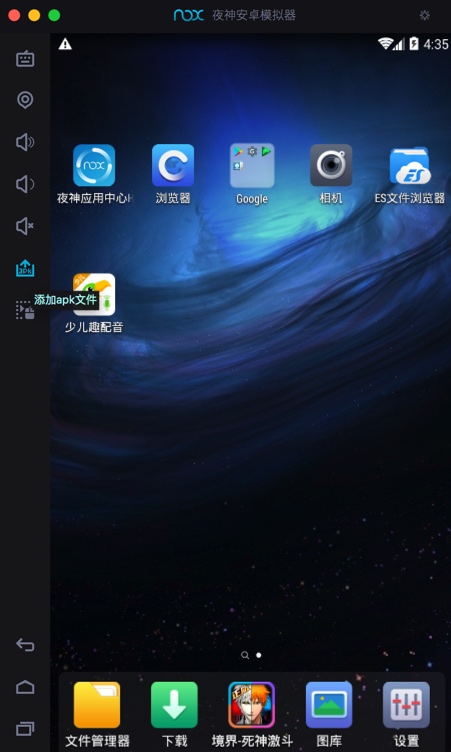 nox 夜神安卓模拟器
4:35
夜神应用中心
浏览器
Google
相机
ES文件浏览器
添加apk文件
少儿趣配音
文件管理器
下载
境界-死神激斗
图库
设置